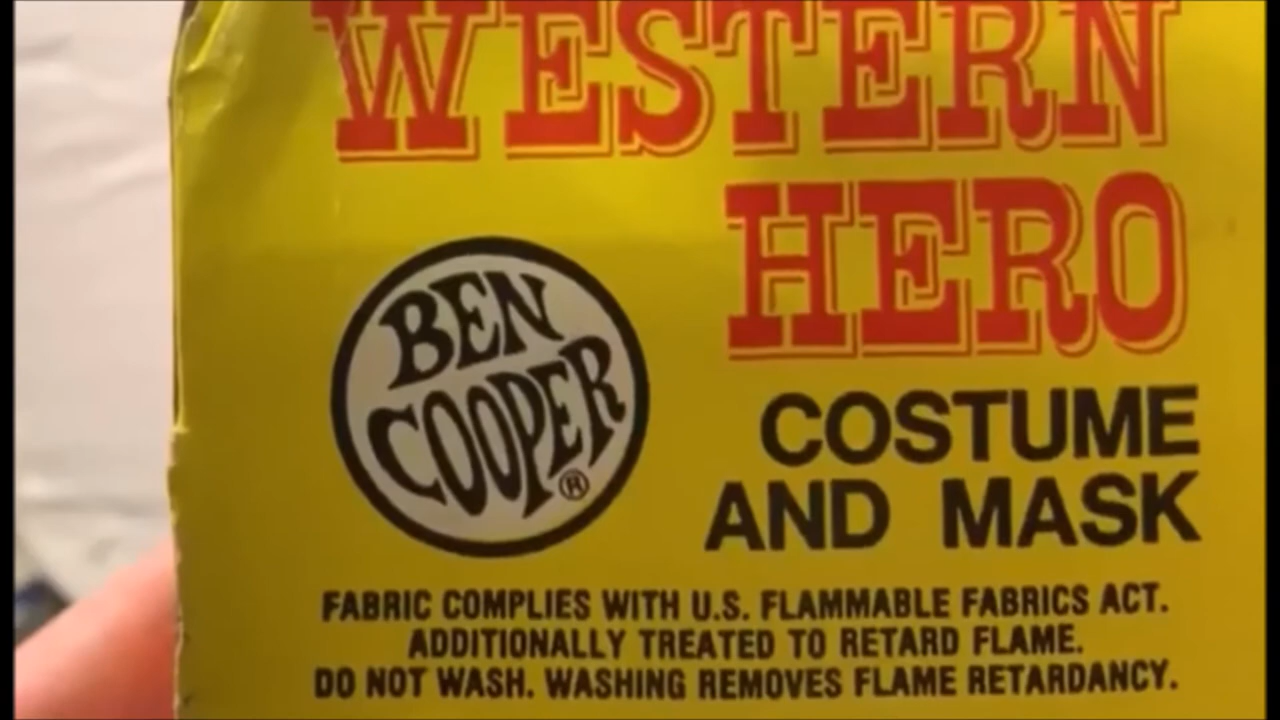 WESTERN
HERO
BEN
COOPER
®
COSTUME
AND MASK
FABRIC COMPLIES WITH U.S. FLAMMABLE FABRICS ACT.
ADDITIONALLY TREATED TO RETARD FLAME.
DO NOT WASH. WASHING REMOVES FLAME RETARDANCY.